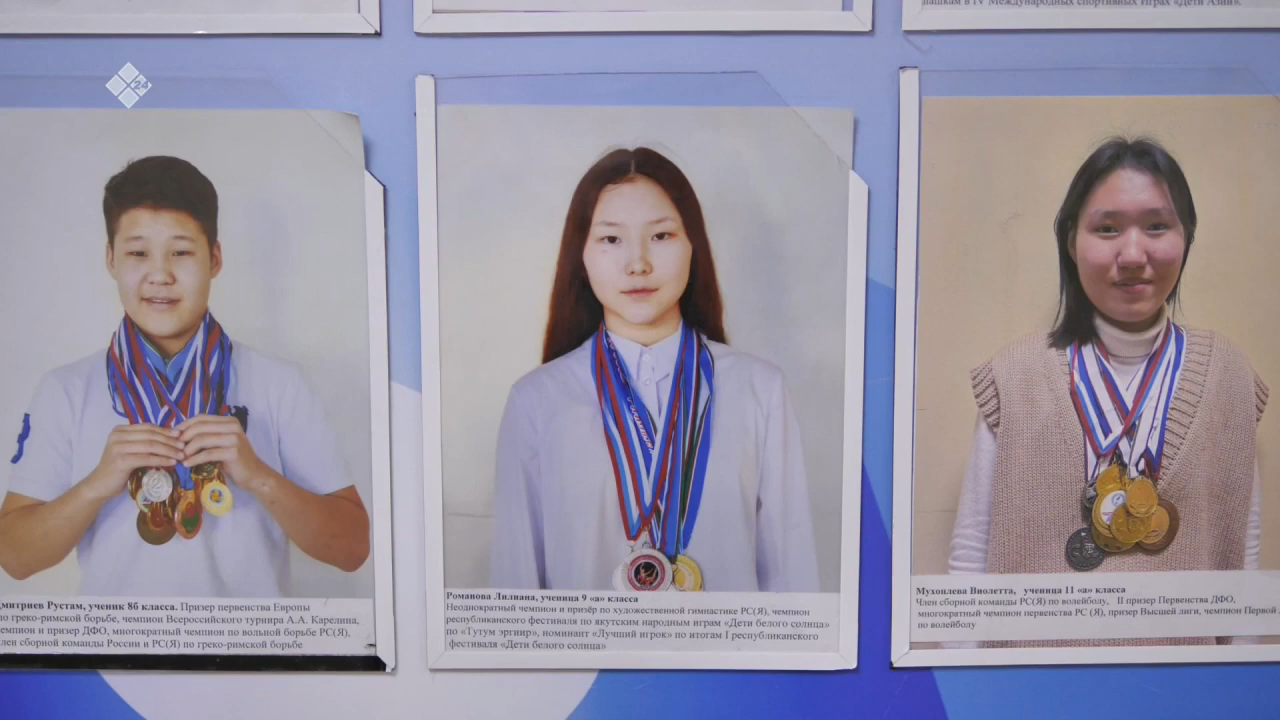 шашкам в IV Международных спортивных Играх «Дети Азии».
24
Дмитриев Рустам, ученик 8б класса. Призер первенства Европы
по греко-римской борьбе, чемпион Всероссийского турнира А.А. Карелина,
чемпион и призер ДФО, многократный чемпион по вольной борьбе РС(Я),
член сборной команды России и РС(Я) по греко-римской борьбе
Романова Лилиана, ученица 9 «а» класса
Неоднократный чемпион и призёр по художественной гимнастике РС(Я), чемпион
республиканского фестиваля по якутским народным играм «Дети белого солнца»
по «Тутум эргиир», номинант «Лучший игрок» по итогам I республиканского
фестиваля «Дети белого солнца»
Мухоплева Виолетта, ученица 11 «а» класса
Член сборной команды РС(Я) по волейболу, II призер Первенства ДФО,
многократный чемпион первенства РС (Я), призер Высшей лиги, чемпион Первой
по волейболу